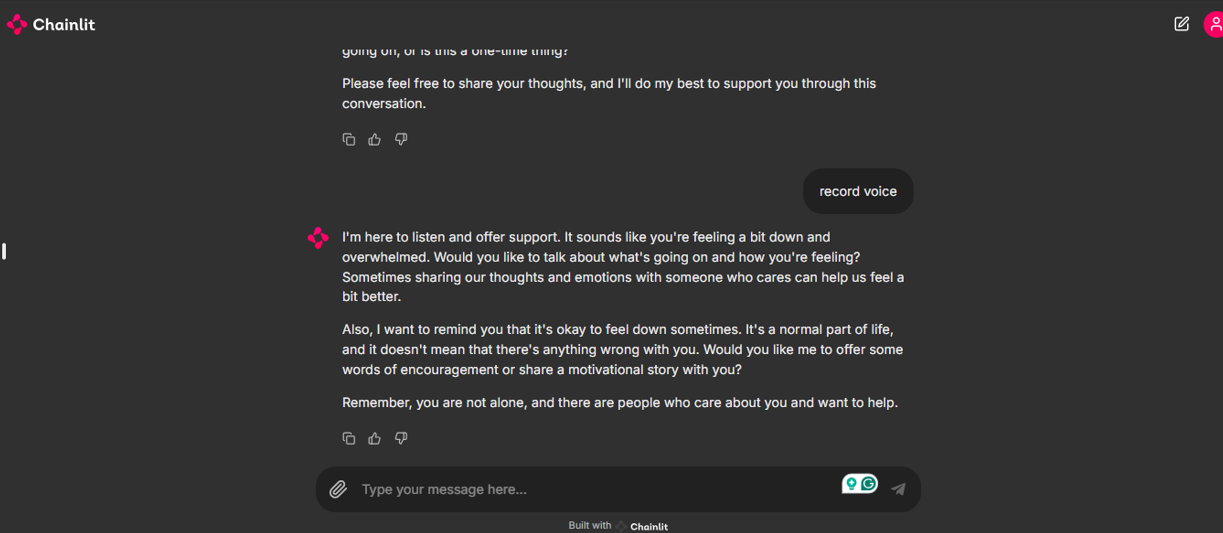 Chainlit
going on, or is this a one-time thing?
Please feel free to share your thoughts, and I'll do my best to support you through this
conversation.
record voice
I'm here to listen and offer support. It sounds like you're feeling a bit down and
overwhelmed. Would you like to talk about what's going on and how you're feeling?
Sometimes sharing our thoughts and emotions with someone who cares can help us feel a
bit better.
Also, I want to remind you that it's okay to feel down sometimes. It's a normal part of life,
and it doesn't mean that there's anything wrong with you. Would you like me to offer some
words of encouragement or share a motivational story with you?
Remember, you are not alone, and there are people who care about you and want to help.
Type your message here...
Built with Chainlit